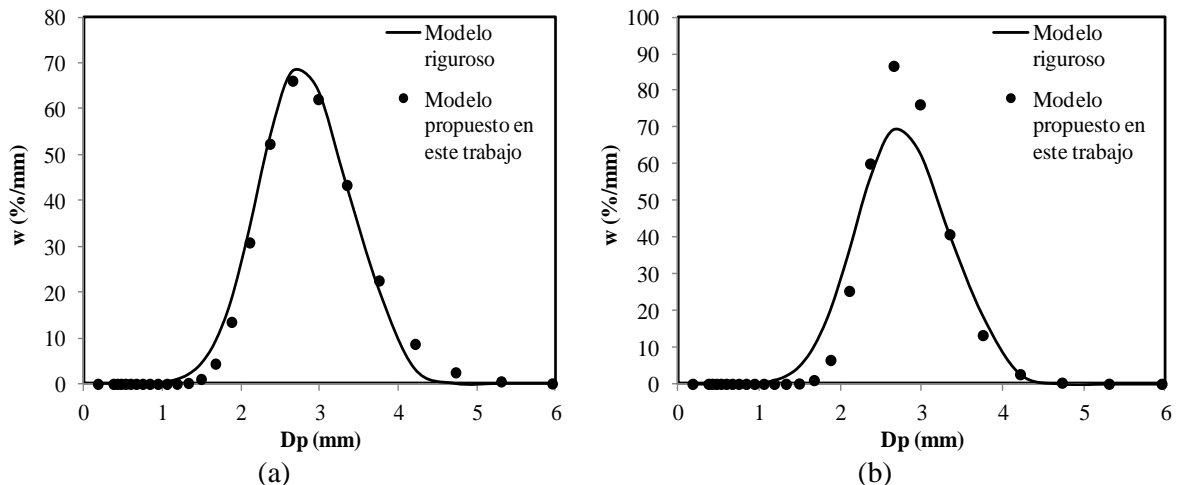 80
70
60
50
40
30
20
10
0
w (%/mm)
Modelo
riguroso
Modelo
propuesto en
este trabajo
0 1 2 3 4 5 6
Dp (mm)
(a)
100
90
80
70
60
50
40
30
20
10
0
w (%/mm)
Modelo
riguroso
Modelo
propuesto en
este trabajo
0 1 2 3 4 5 6
Dp (mm)
(b)